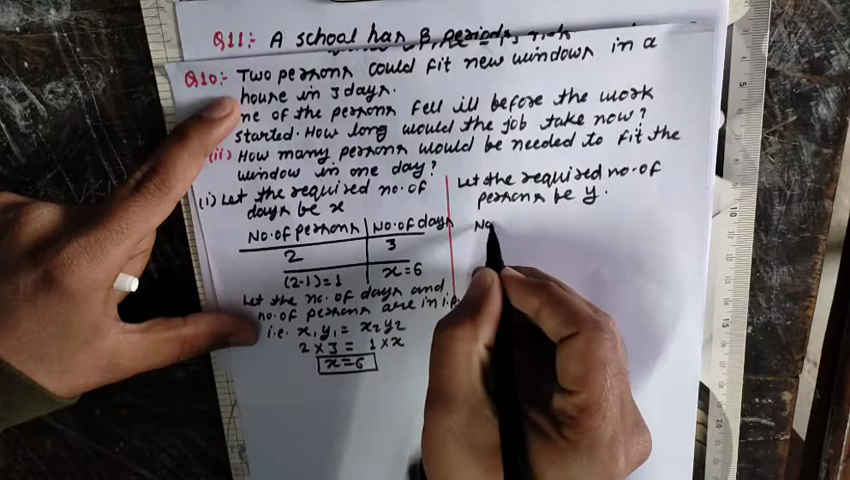 Q11:- A school has 8 periods
Q10:- Two persons could fit new windows in a
house in 3 days.
ne of the persons fell ill before the work
started. How long would the job take now?
(ii) How many persons would be needed to fit the
window in one day?
(i) Let the required no. of
days be x
No. of persons No. of days
2 3
(2-1)=1 x=6
Let the no. of days and
no. of persons are in i.p.
i.e. x₁y₁ = x₂y₂
2 × 3 = 1 × x
x=6
Let the required no. of
persons be y.
No